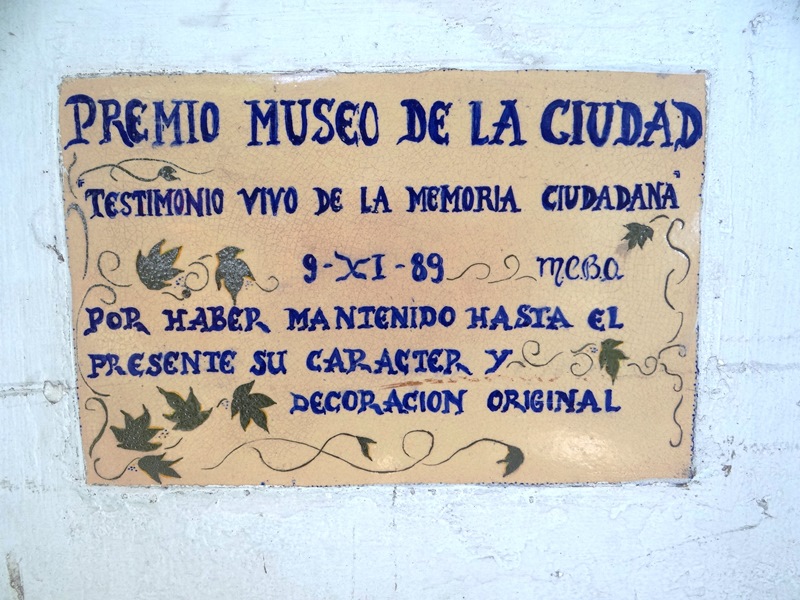 PREMIO MUSEO DE LA CIUDAD
"TESTIMONIO VIVO DE LA MEMORIA CIUDADANA"
9-XI-89 M.C.B.A.
POR HABER MANTENIDO HASTA EL
PRESENTE SU CARACTER Y
DECORACION ORIGINAL